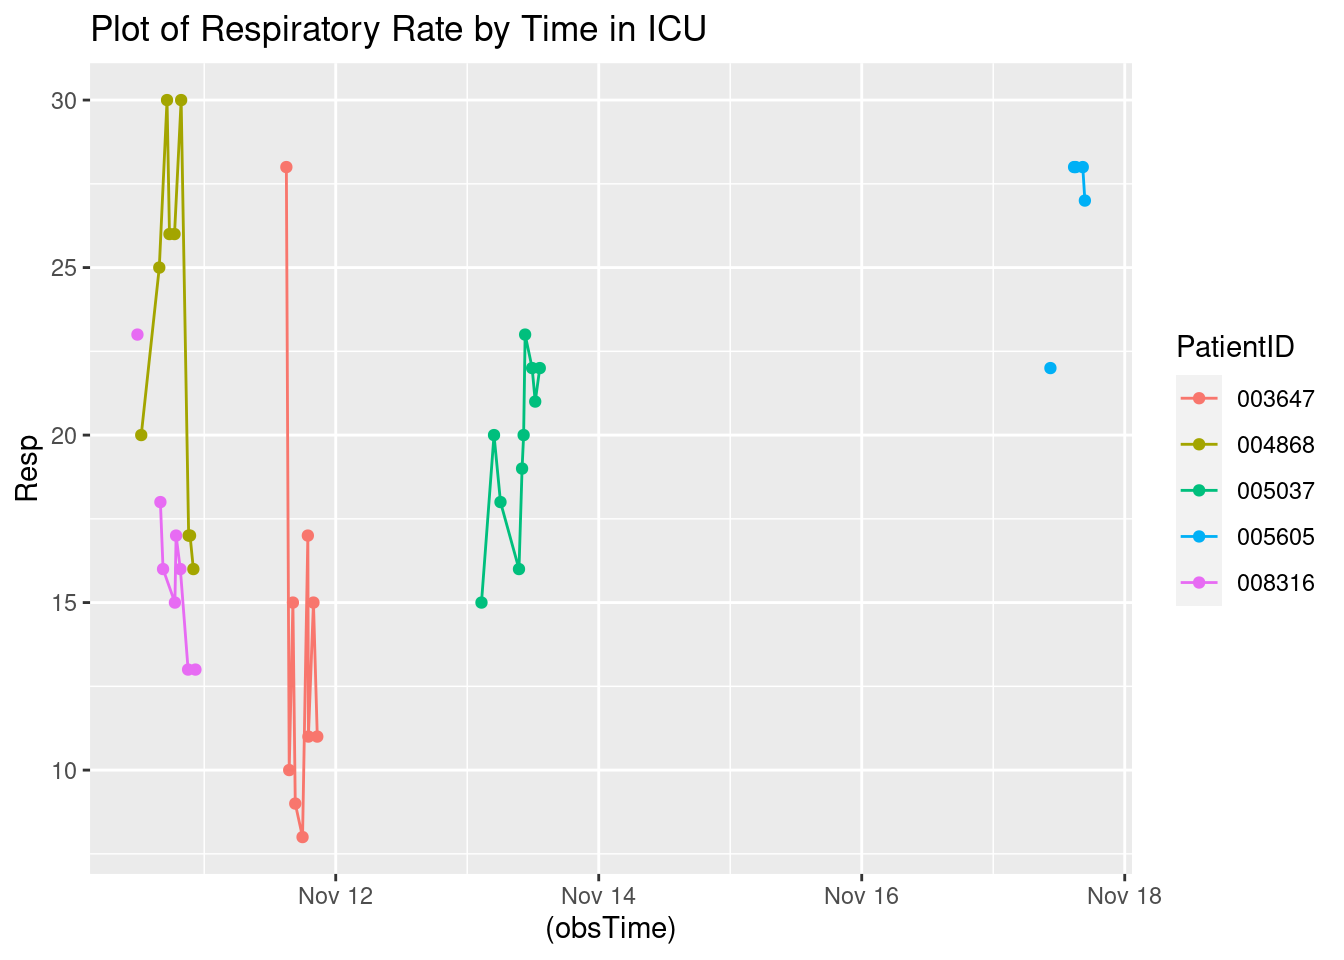 Plot of Respiratory Rate by Time in ICU
30
25
20
15
10
Resp
Nov 12
Nov 14
Nov 16
Nov 18
(obsTime)
PatientID
003647
004868
005037
005605
008316